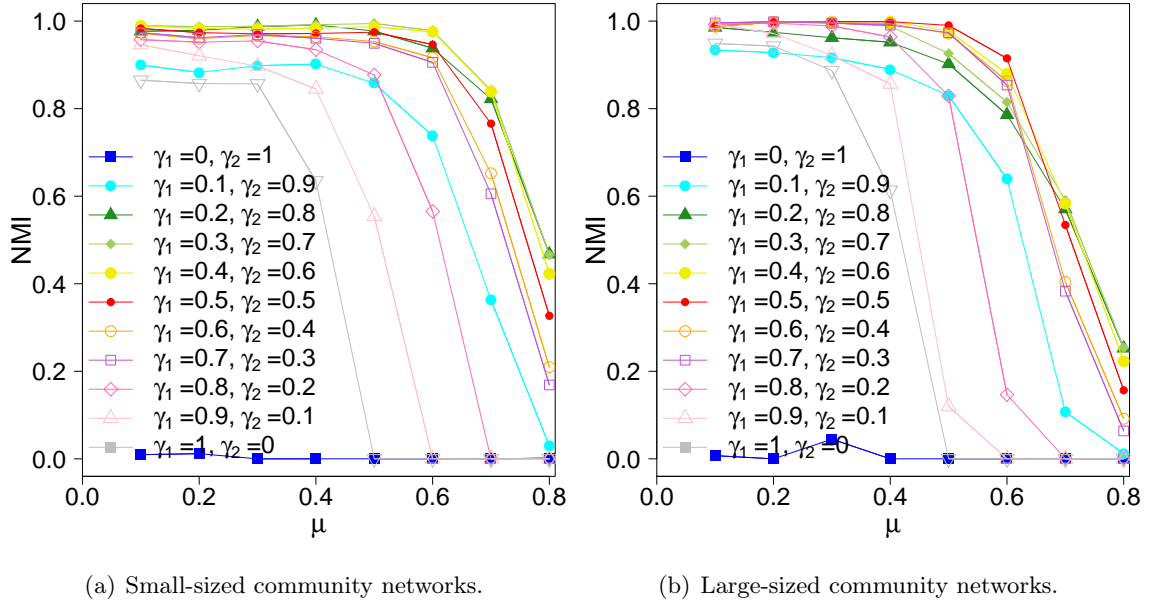 1.0
0.8
0.6
0.4
0.2
0.0
NMI
γ1 =0, γ2 =1
γ1 =0.1, γ2 =0.9
γ1 =0.2, γ2 =0.8
γ1 =0.3, γ2 =0.7
γ1 =0.4, γ2 =0.6
γ1 =0.5, γ2 =0.5
γ1 =0.6, γ2 =0.4
γ1 =0.7, γ2 =0.3
γ1 =0.8, γ2 =0.2
γ1 =0.9, γ2 =0.1
γ1 =1, γ2 =0
0.0 0.2 0.4 0.6 0.8
μ
(a) Small-sized community networks.
1.0
0.8
0.6
0.4
0.2
0.0
NMI
γ1 =0, γ2 =1
γ1 =0.1, γ2 =0.9
γ1 =0.2, γ2 =0.8
γ1 =0.3, γ2 =0.7
γ1 =0.4, γ2 =0.6
γ1 =0.5, γ2 =0.5
γ1 =0.6, γ2 =0.4
γ1 =0.7, γ2 =0.3
γ1 =0.8, γ2 =0.2
γ1 =0.9, γ2 =0.1
γ1 =1, γ2 =0
0.0 0.2 0.4 0.6 0.8
μ
(b) Large-sized community networks.